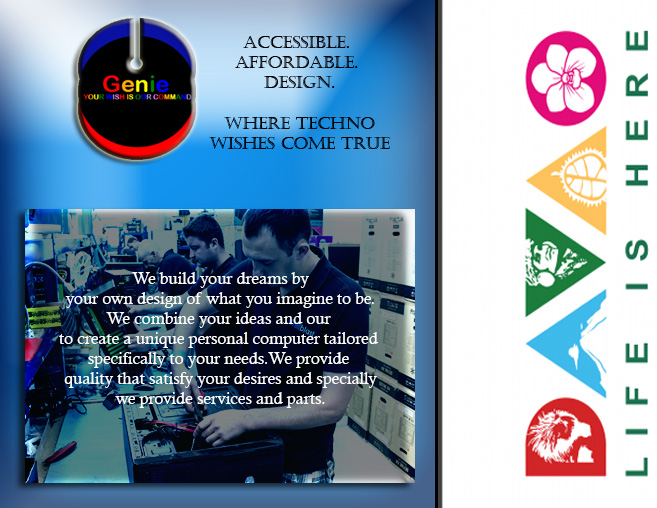 Genie
YOUR WISH IS OUR COMMAND
ACCESSIBLE.
AFFORDABLE.
DESIGN.
WHERE TECHNO
WISHES COME TRUE
We build your dreams by
your own design of what you imagine to be.
We combine your ideas and our
to create a unique personal computer tailored
specifically to your needs.We provide
quality that satisfy your desires and specially
we provide services and parts.
DAVAO
LIFE IS HERE